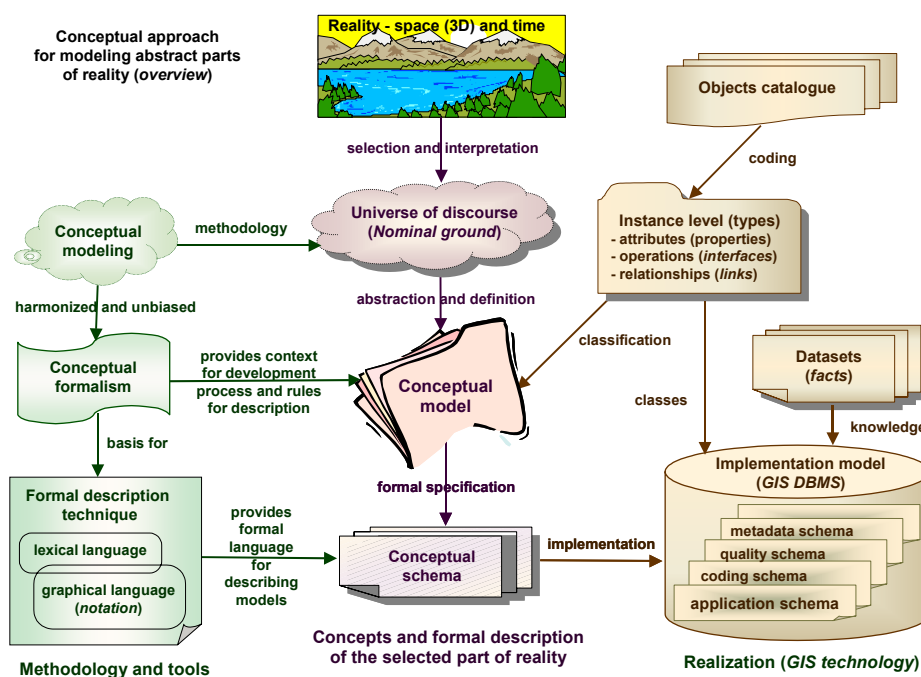 Conceptual approach
for modeling abstract parts
of reality (overview)
Reality - space (3D) and time
selection and interpretation
Universe of discourse
(Nominal ground)
abstraction and definition
Conceptual
model
formal specification
Conceptual
schema
Concepts and formal description
of the selected part of reality
Conceptual
modeling
methodology
harmonized and unbiased
Conceptual
formalism
provides context
for development
process and rules
for description
basis for
Formal description
technique
lexical language
graphical language
(notation)
provides
formal
language
for
describing
models
Methodology and tools
Objects catalogue
coding
Instance level (types)
- attributes (properties)
- operations (interfaces)
- relationships (links)
classification
classes
Datasets
(facts)
knowledge
implementation
Implementation model
(GIS DBMS)
metadata schema
quality schema
coding schema
application schema
Realization (GIS technology)